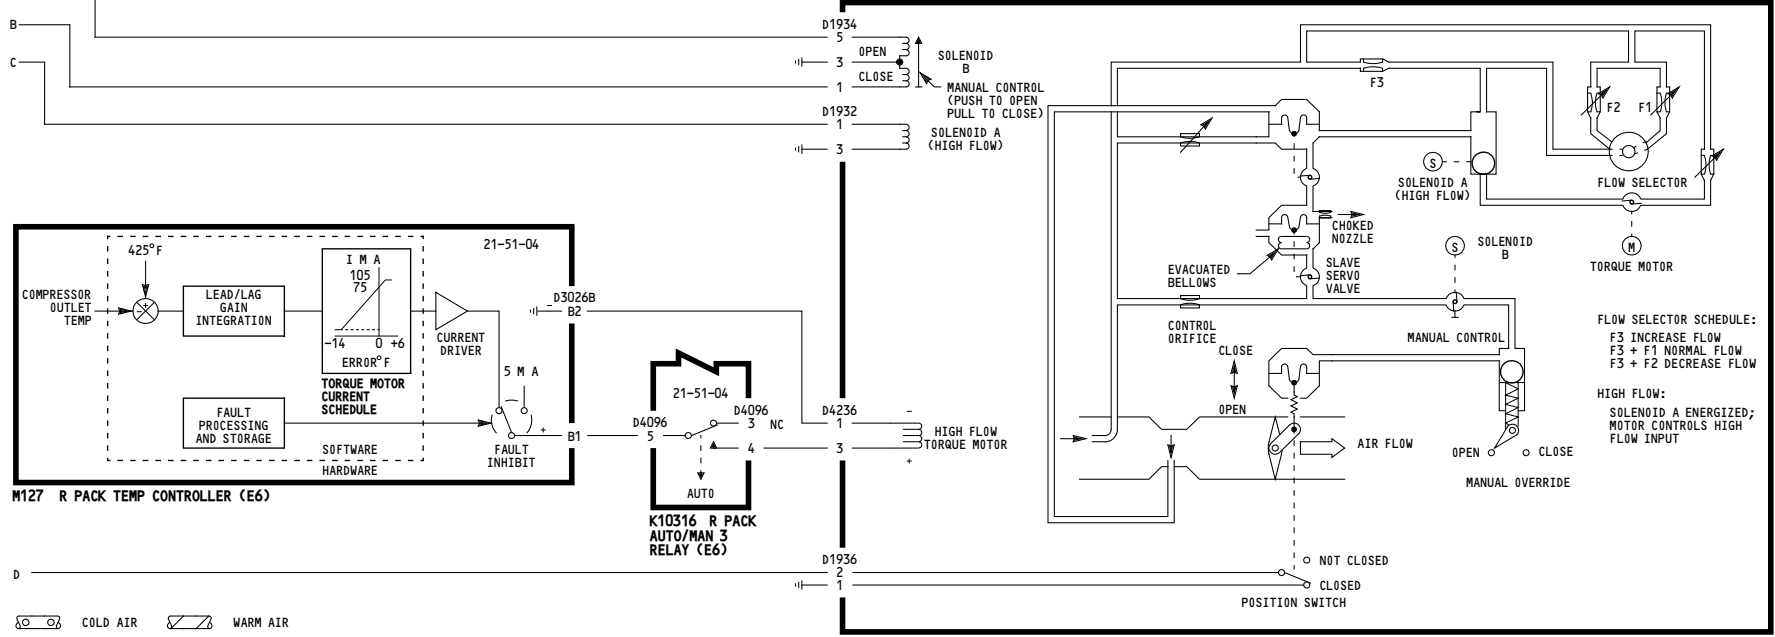 B
C
D1934
5
3
1
OPEN
CLOSE
SOLENOID
B
MANUAL CONTROL
(PUSH TO OPEN
PULL TO CLOSE)
D1932
1
3
SOLENOID A
(HIGH FLOW)
F3
F2
F1
S
SOLENOID A
(HIGH FLOW)
FLOW SELECTOR
CHOKED
NOZZLE
S
SOLENOID
B
M
TORQUE MOTOR
EVACUATED
BELLOWS
SLAVE
SERVO
VALVE
CONTROL
ORIFICE
MANUAL CONTROL
FLOW SELECTOR SCHEDULE:
F3 INCREASE FLOW
F3 + F1 NORMAL FLOW
F3 + F2 DECREASE FLOW
HIGH FLOW:
SOLENOID A ENERGIZED;
MOTOR CONTROLS HIGH
FLOW INPUT
CLOSE
OPEN
AIR FLOW
OPEN
CLOSE
MANUAL OVERRIDE
425°F
21-51-04
COMPRESSOR
OUTLET
TEMP
+
-
LEAD/LAG
GAIN
INTEGRATION
I M A
105
75
-14
0
+6
ERROR°F
TORQUE MOTOR
CURRENT
SCHEDULE
CURRENT
DRIVER
5 M A
FAULT
PROCESSING
AND STORAGE
SOFTWARE
HARDWARE
FAULT
INHIBIT
-
D3026B
B2
+
B1
M127 R PACK TEMP CONTROLLER (E6)
21-51-04
D4096
5
D4096
3
NC
4
AUTO
K10316 R PACK
AUTO/MAN 3
RELAY (E6)
D4236
1
3
-
HIGH FLOW
TORQUE MOTOR
+
D
D1936
2
1
NOT CLOSED
CLOSED
POSITION SWITCH
COLD AIR
WARM AIR